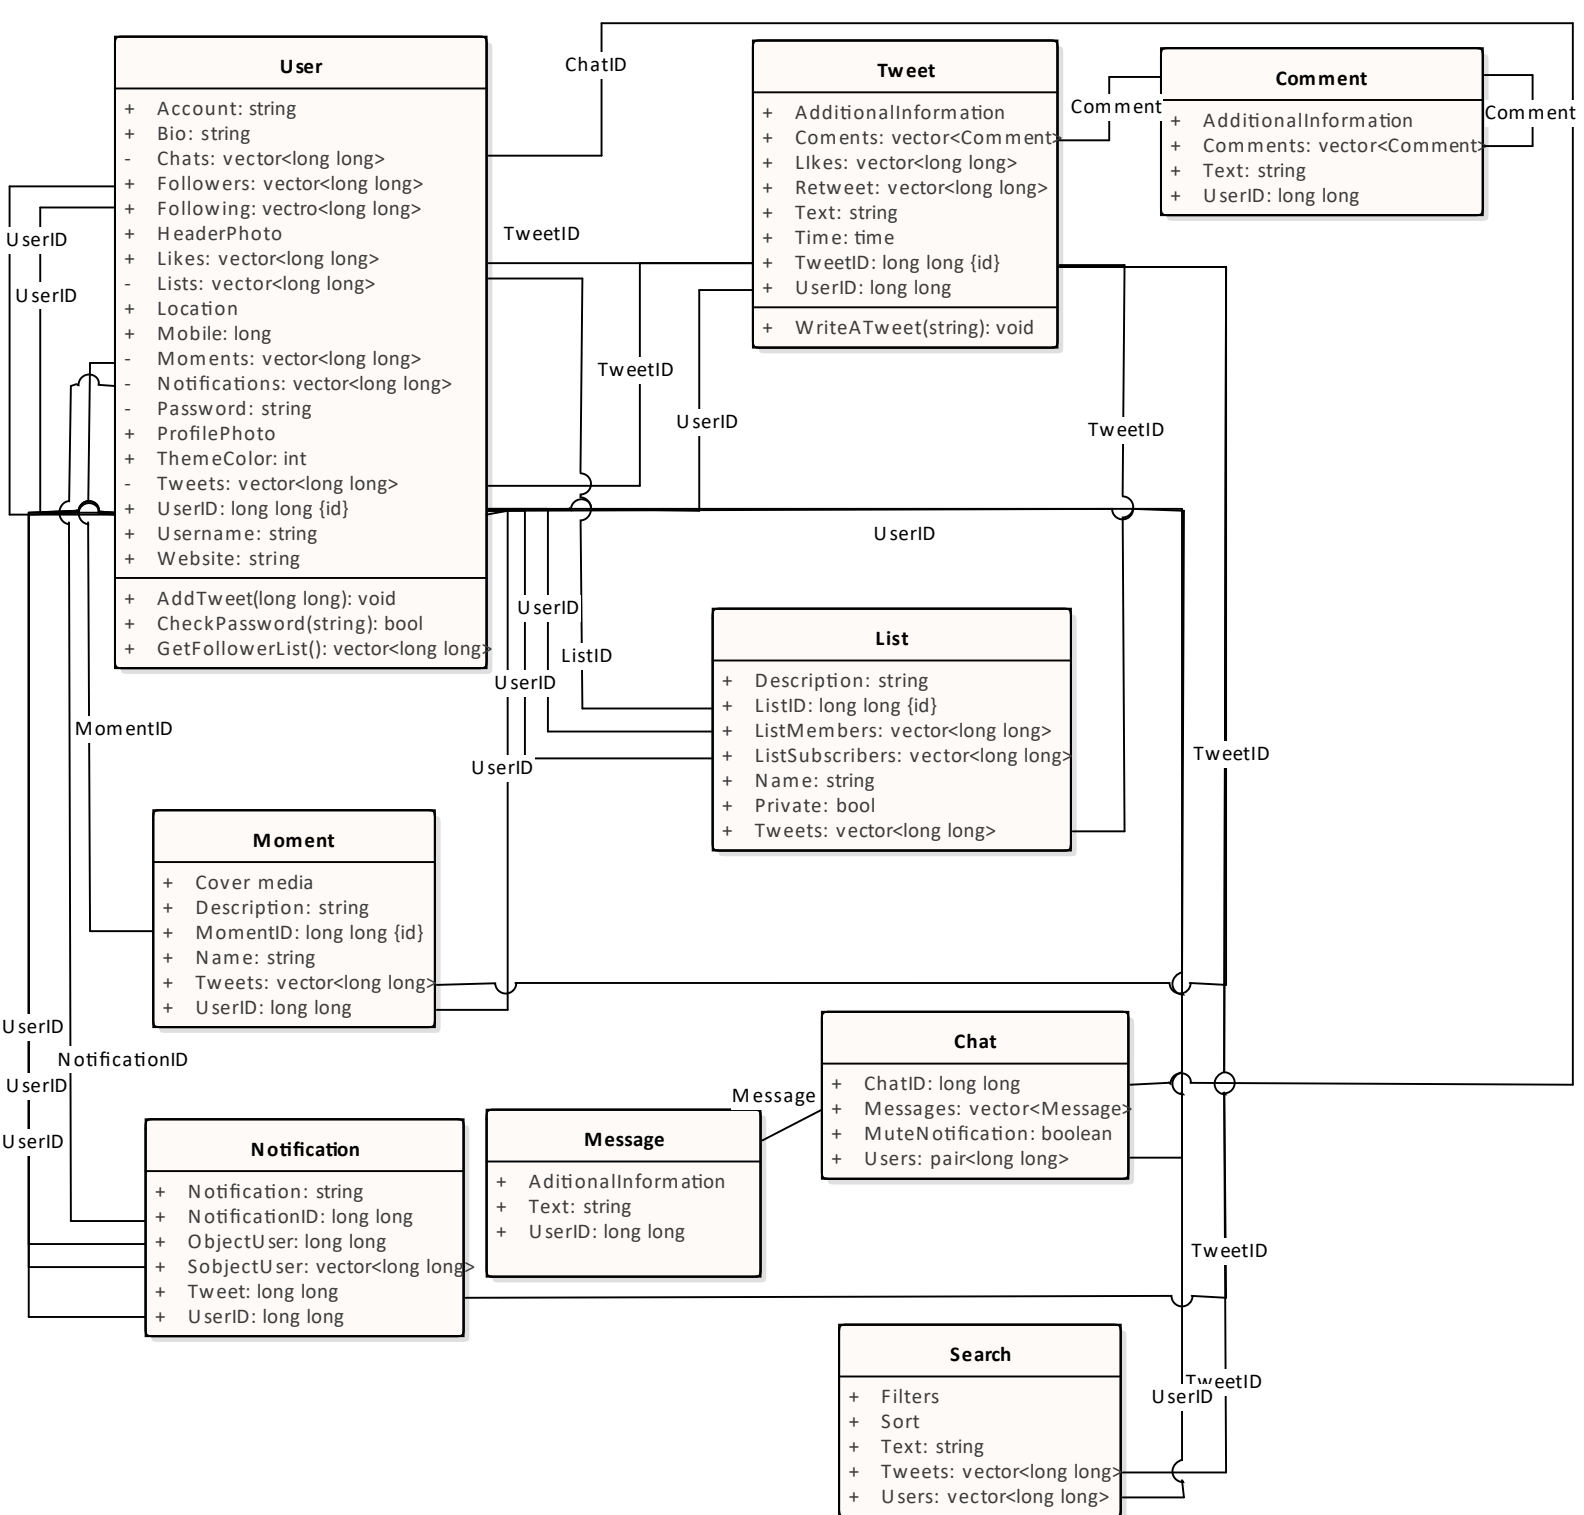 User
+ Account: string
+ Bio: string
- Chats: vector<long long>
+ Followers: vector<long long>
+ Following: vectro<long long>
+ HeaderPhoto
+ Likes: vector<long long>
- Lists: vector<long long>
+ Location
+ Mobile: long
- Moments: vector<long long>
- Notifications: vector<long long>
- Password: string
+ ProfilePhoto
+ ThemeColor: int
- Tweets: vector<long long>
+ UserID: long long {id}
+ Username: string
+ Website: string
+ AddTweet(long long): void
+ CheckPassword(string): bool
+ GetFollowerList(): vector<long long>
ChatID
Tweet
+ AdditionalInformation
+ Coments: vector<Comment>
+ LIkes: vector<long long>
+ Retweet: vector<long long>
+ Text: string
+ Time: time
+ TweetID: long long {id}
+ UserID: long long
+ WriteATweet(string): void
Comment
Comment
+ AdditionalInformation
+ Comments: vector<Comment>
+ Text: string
+ UserID: long long
Comment
UserID
UserID
TweetID
TweetID
UserID
TweetID
UserID
UserID
ListID
UserID
UserID
List
+ Description: string
+ ListID: long long {id}
+ ListMembers: vector<long long>
+ ListSubscribers: vector<long long>
+ Name: string
+ Private: bool
+ Tweets: vector<long long>
MomentID
TweetID
Moment
+ Cover media
+ Description: string
+ MomentID: long long {id}
+ Name: string
+ Tweets: vector<long long>
+ UserID: long long
UserID
NotificationID
UserID
UserID
Chat
+ ChatID: long long
+ Messages: vector<Message>
+ MuteNotification: boolean
+ Users: pair<long long>
Message
Message
+ AditionalInformation
+ Text: string
+ UserID: long long
Notification
+ Notification: string
+ NotificationID: long long
+ ObjectUser: long long
+ SobjectUser: vector<long long>
+ Tweet: long long
+ UserID: long long
TweetID
Search
+ Filters
+ Sort
+ Text: string
+ Tweets: vector<long long>
+ Users: vector<long long>
TweetID
UserID